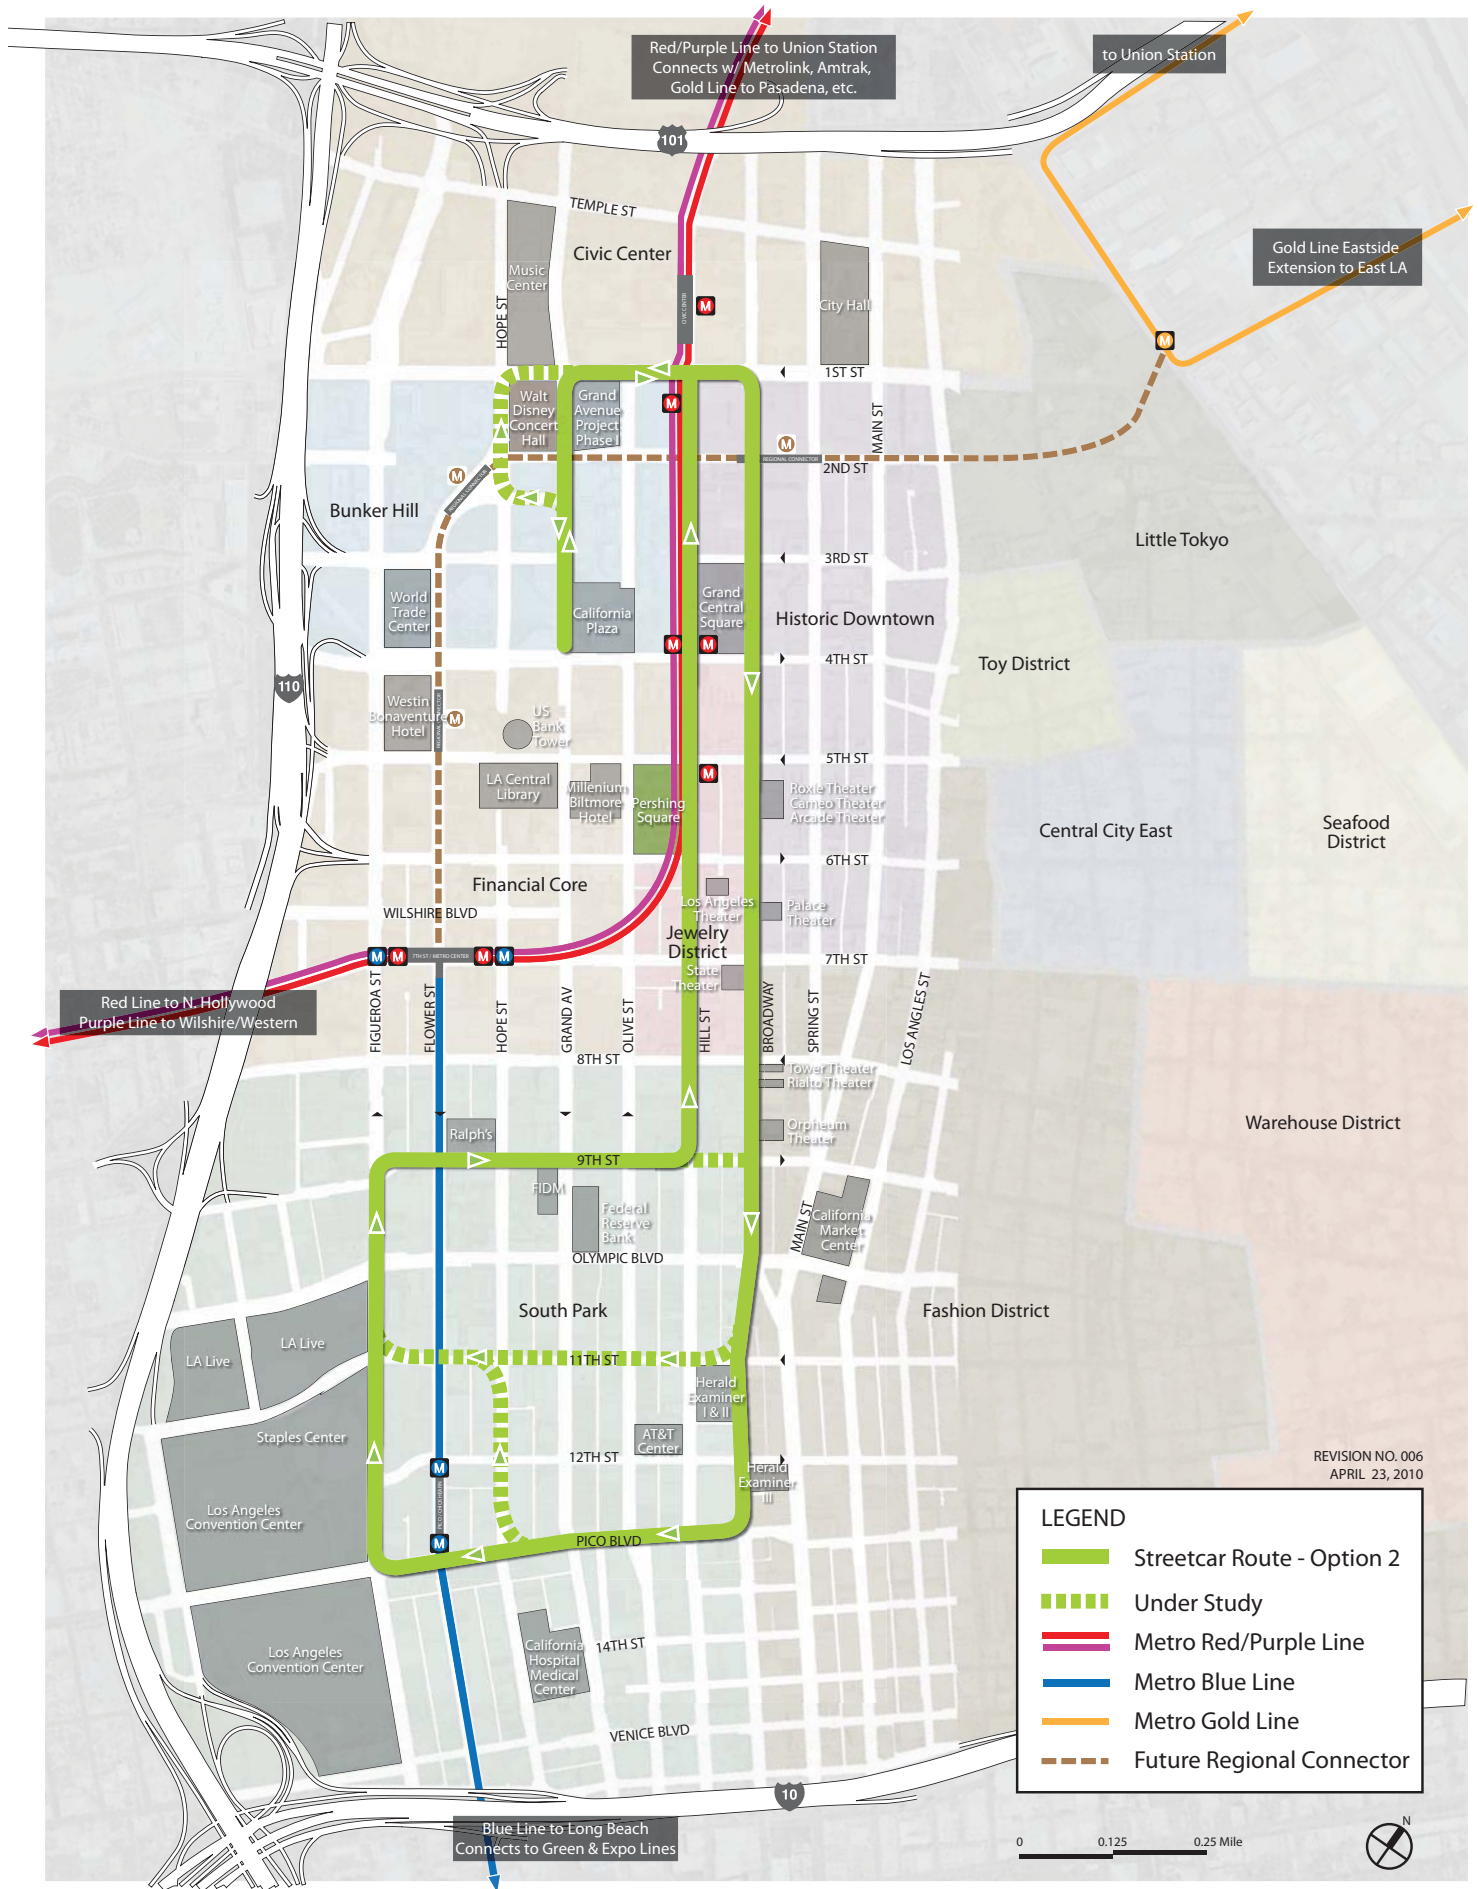 Red/Purple Line to Union Station
Connects w/ Metrolink, Amtrak,
Gold Line to Pasadena, etc.
to Union Station
101
TEMPLE ST
Civic Center
Gold Line Eastside
Extension to East LA
Music
Center
HOPE ST
CIVIC CENTER
M
City Hall
M
1ST ST
Walt
Disney
Concert
Hall
Grand
Avenue
Project
Phase I
M
MAIN ST
M
REGIONAL CONNECTOR
2ND ST
M
REGIONAL CONNECTOR
Bunker Hill
Little Tokyo
3RD ST
World
Trade
Center
California
Plaza
Grand
Central
Square
Historic Downtown
M
M
4TH ST
Toy District
110
Westin
Bonaventure
Hotel
REGIONAL CONNECTOR
M
US
Bank
Tower
5TH ST
M
LA Central
Library
Millenium
Biltmore
Hotel
Pershing
Square
Roxie Theater
Cameo Theater
Arcade Theater
Central City East
Seafood
District
6TH ST
Financial Core
Los Angeles
Theater
Palace
Theater
WILSHIRE BLVD
Jewelry
District
M
M
7TH ST / METRO CENTER
M
M
7TH ST
State
Theater
Red Line to N. Hollywood
Purple Line to Wilshire/Western
FIGUEROA ST
FLOWER ST
HOPE ST
GRAND AV
OLIVE ST
HILL ST
BROADWAY
SPRING ST
LOS ANGLES ST
8TH ST
Tower Theater
Rialto Theater
Ralph's
Orpheum
Theater
Warehouse District
9TH ST
FIDM
Federal
Reserve
Bank
MAIN ST
California
Market
Center
OLYMPIC BLVD
South Park
Fashion District
LA Live
LA Live
11TH ST
Herald
Examiner
I & II
Staples Center
AT&T
Center
12TH ST
M
Herald
Examiner
III
Los Angeles
Convention Center
M
PICO BLVD
REVISION NO. 006
APRIL 23, 2010
LEGEND
Streetcar Route - Option 2
Under Study
Metro Red/Purple Line
Metro Blue Line
Metro Gold Line
Future Regional Connector
Los Angeles
Convention Center
California
Hospital
Medical
Center
14TH ST
VENICE BLVD
10
Blue Line to Long Beach
Connects to Green & Expo Lines
0
0.125
0.25 Mile
N